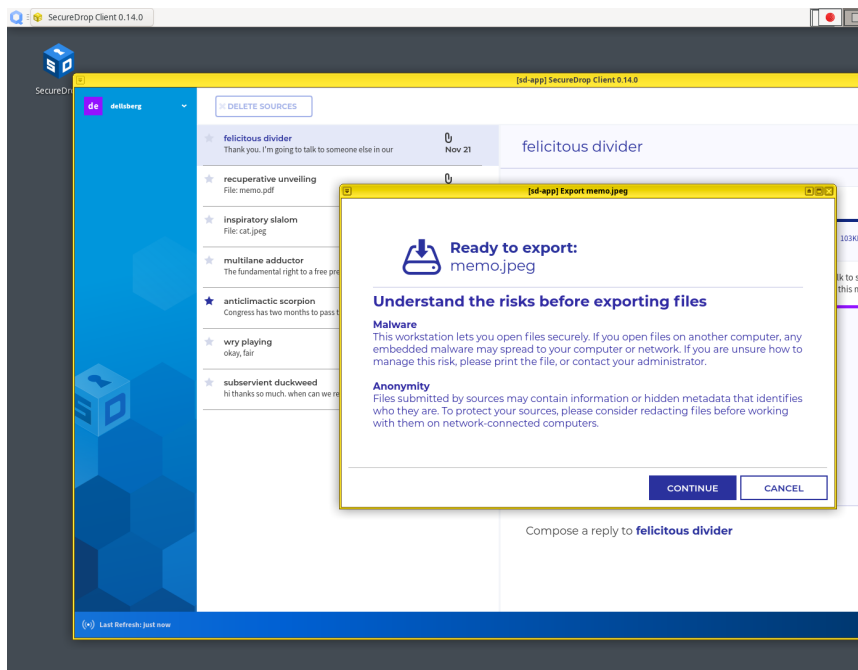 SecureDrop Client 0.14.0
SecureDr
[sd-app] SecureDrop Client 0.14.0
de dellsberg
DELETE SOURCES
felicitous divider
Thank you. I'm going to talk to someone else in our
Nov 21
felicitous divider
recuperative unveiling
File: memo.pdf
inspiratory slalom
File: cat.jpeg
multilane adductor
The fundamental right to a free pre
anticlimactic scorpion
Congress has two months to pass t
wry playing
okay, fair
subservient duckweed
hi thanks so much. when can we re
[sd-app] Export memo.jpeg
Ready to export:
memo.jpeg
Understand the risks before exporting files
Malware
This workstation lets you open files securely. If you open files on another computer, any
embedded malware may spread to your computer or network. If you are unsure how to
manage this risk, please print the file, or contact your administrator.
Anonymity
Files submitted by sources may contain information or hidden metadata that identifies
who they are. To protect your sources, please consider redacting files before working
with them on network-connected computers.
CONTINUE
CANCEL
103K
lk to s
this
Compose a reply to felicitous divider
Last Refresh: just now